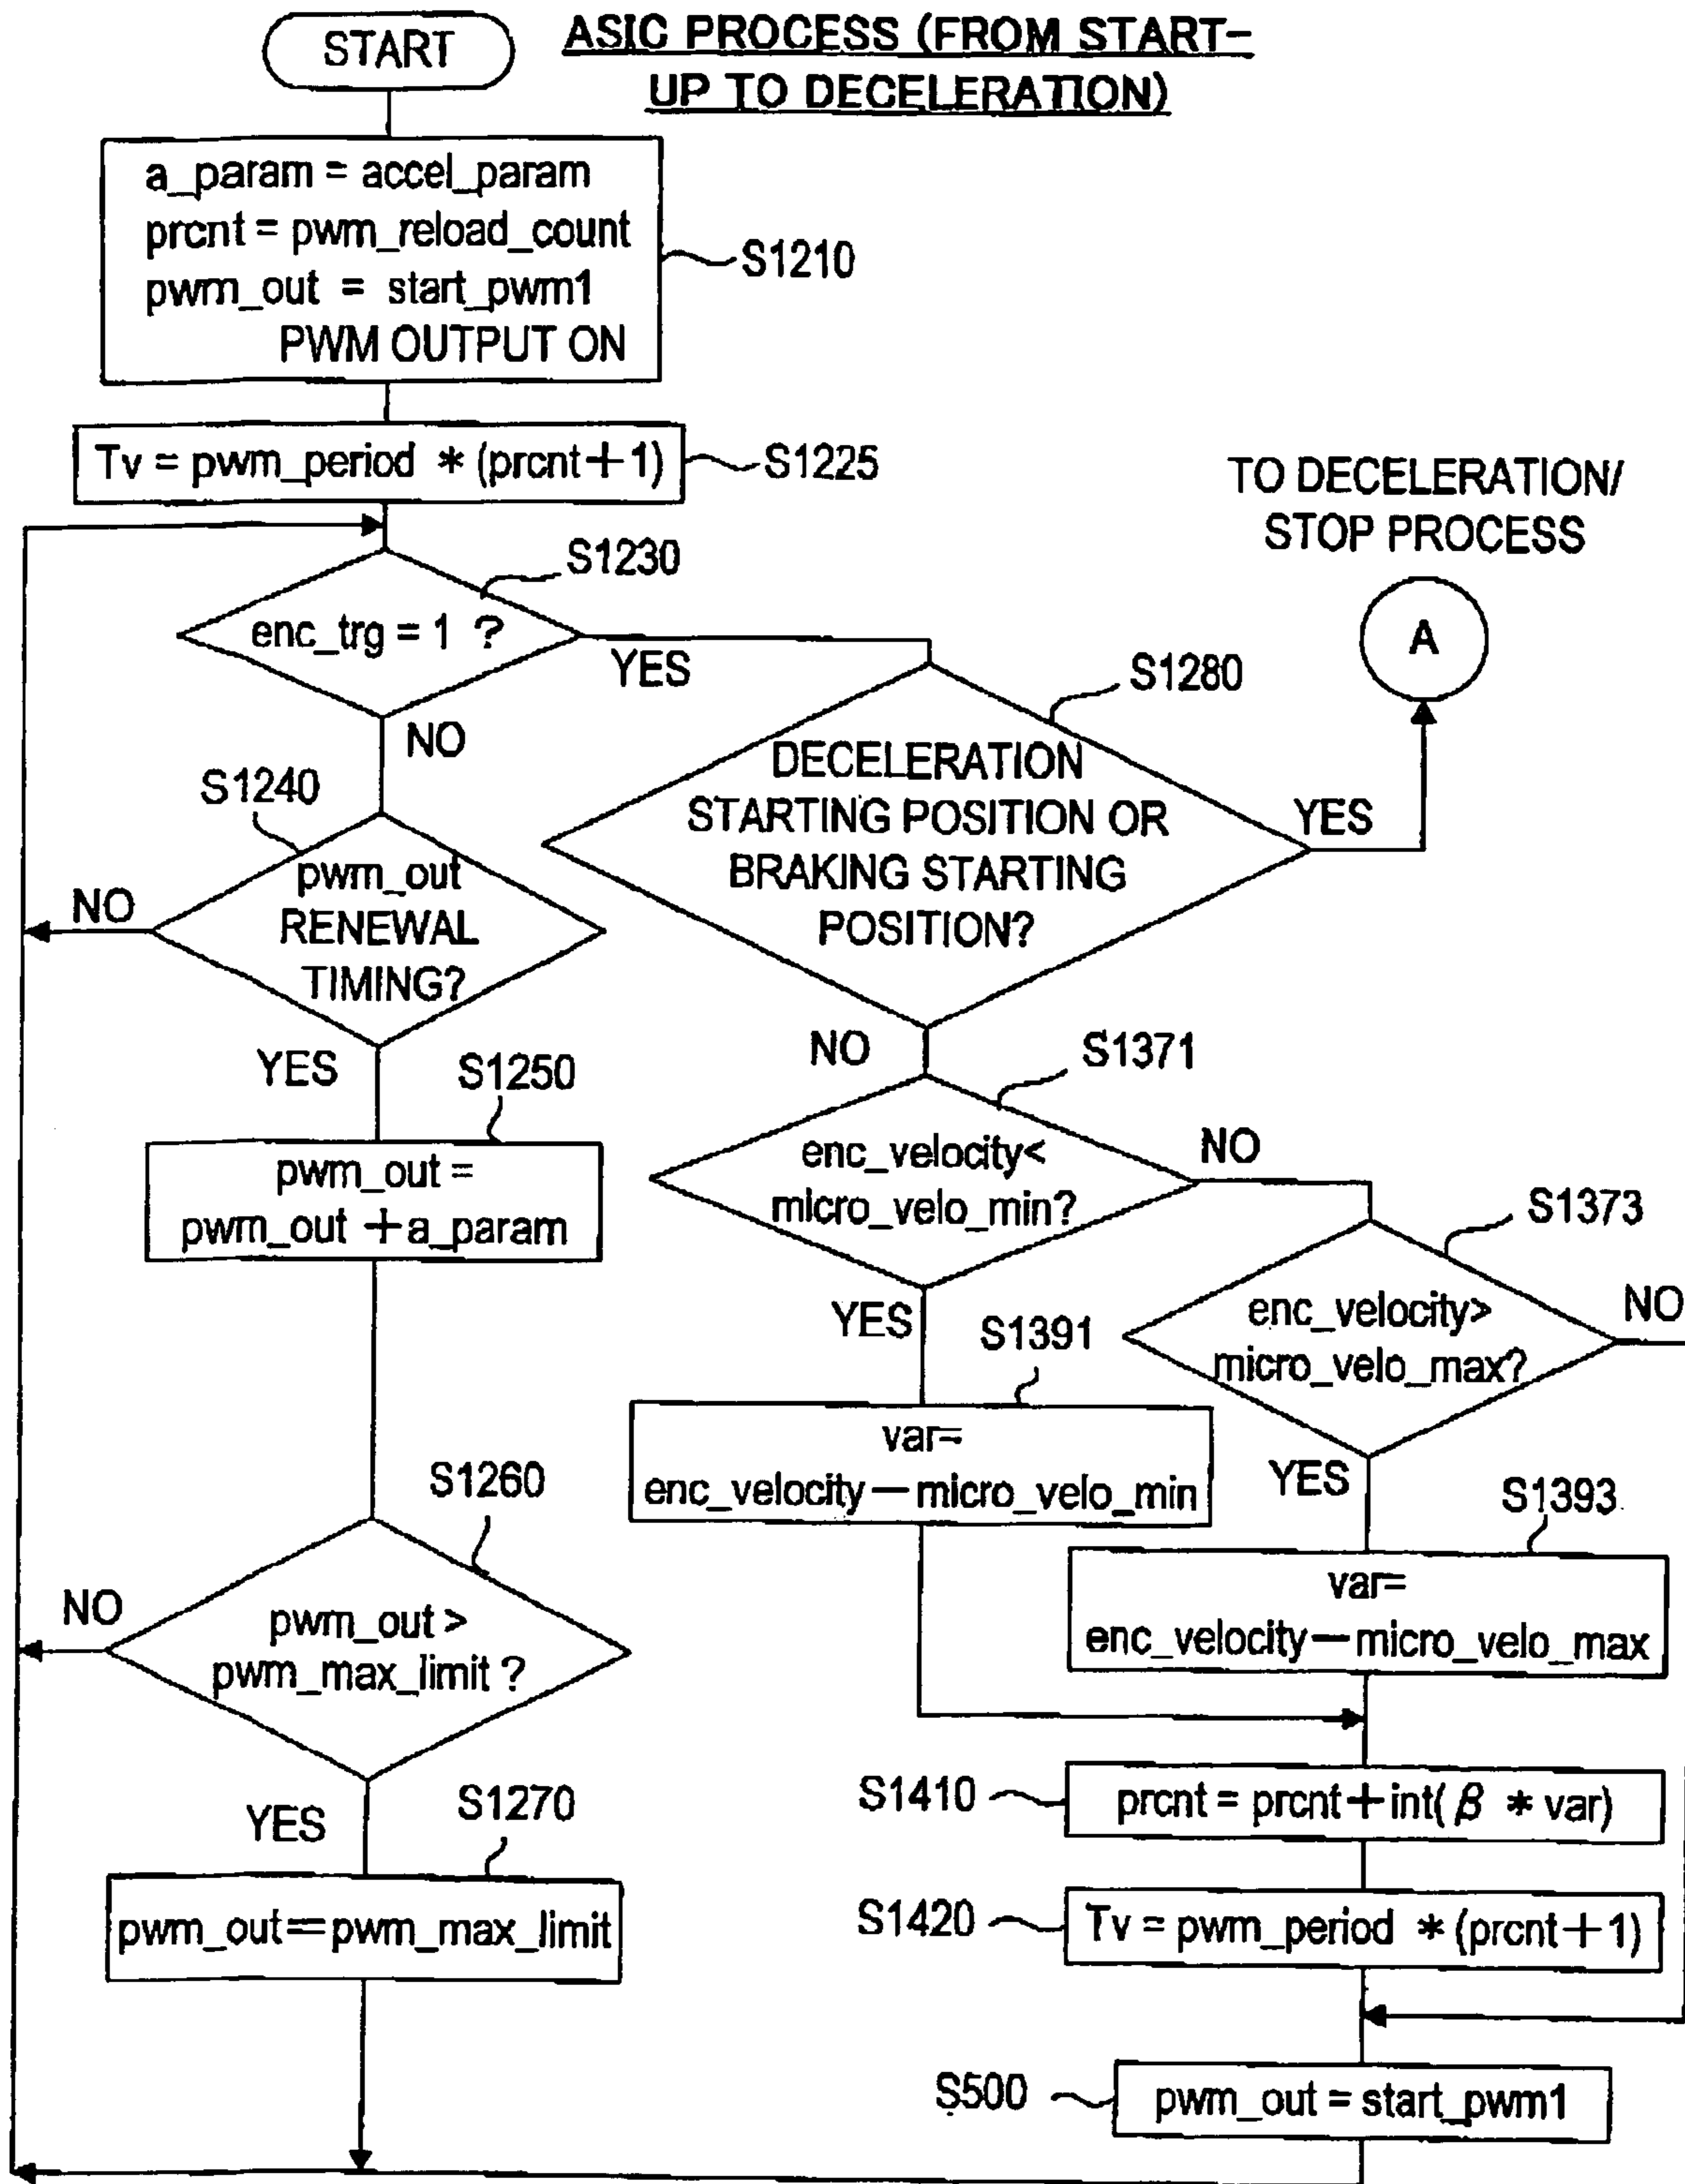 START
ASIC PROCESS (FROM START-
UP TO DECELERATION)
a_param = accel_param
prcnt = pwm_reload_count
pwm_out = start_pwm1
PWM OUTPUT ON
S1210
Tv = pwm_period * (prcnt+1)
S1225
TO DECELERATION/
STOP PROCESS
A
S1230
enc_trg = 1 ?
YES
NO
S1280
DECELERATION
STARTING POSITION OR
BRAKING STARTING
POSITION?
YES
NO
S1240
pwm_out
RENEWAL
TIMING?
NO
YES
S1250
pwm_out =
pwm_out +a_param
S1371
enc_velocity<
micro_velo_min?
NO
YES
S1373
enc_velocity>
micro_velo_max?
NO
YES
S1391
var=
enc_velocity—micro_velo_min
S1393
var=
enc_velocity—micro_velo_max
S1260
pwm_out >
pwm_max_limit ?
NO
YES
S1270
pwm_out=pwm_max_limit
S1410
prcnt = prcnt+int( β * var)
S1420
Tv = pwm_period * (prcnt+1)
S500
pwm_out = start_pwm1